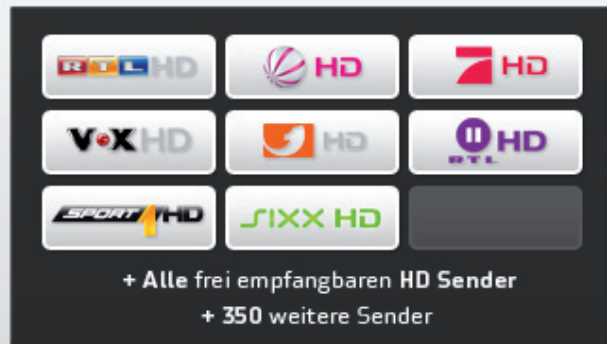 RTL HD
HD
7 HD
VOX HD
HD
II HD
RTL
SPORT1 HD
sixx HD
+ Alle frei empfangbaren HD Sender
+ 350 weitere Sender